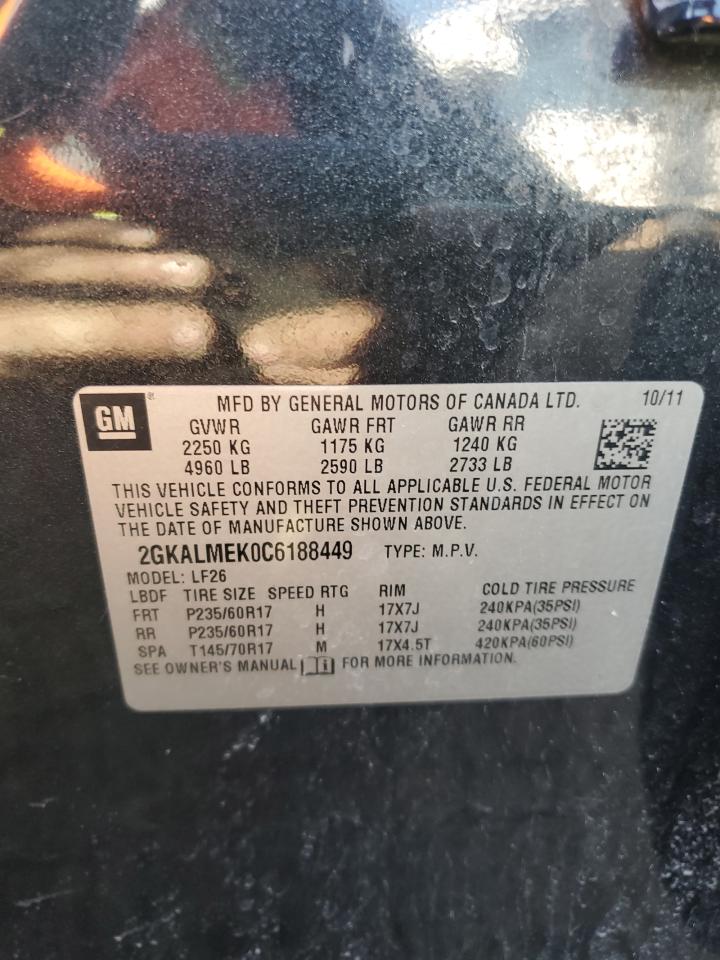 GM ® MFD BY GENERAL MOTORS OF CANADA LTD. 10/11
GVWR GAWR FRT GAWR RR
2250 KG 1175 KG 1240 KG
4960 LB 2590 LB 2733 LB
THIS VEHICLE CONFORMS TO ALL APPLICABLE U.S. FEDERAL MOTOR
VEHICLE SAFETY AND THEFT PREVENTION STANDARDS IN EFFECT ON
THE DATE OF MANUFACTURE SHOWN ABOVE.
2GKALMEK0C6188449 TYPE: M.P.V.
MODEL: LF26
LBDF TIRE SIZE SPEED RTG RIM COLD TIRE PRESSURE
FRT P235/60R17 H 17X7J 240KPA(35PSI)
RR P235/60R17 H 17X7J 240KPA(35PSI)
SPA T145/70R17 M 17X4.5T 420KPA(60PSI)
SEE OWNER'S MANUAL i FOR MORE INFORMATION.